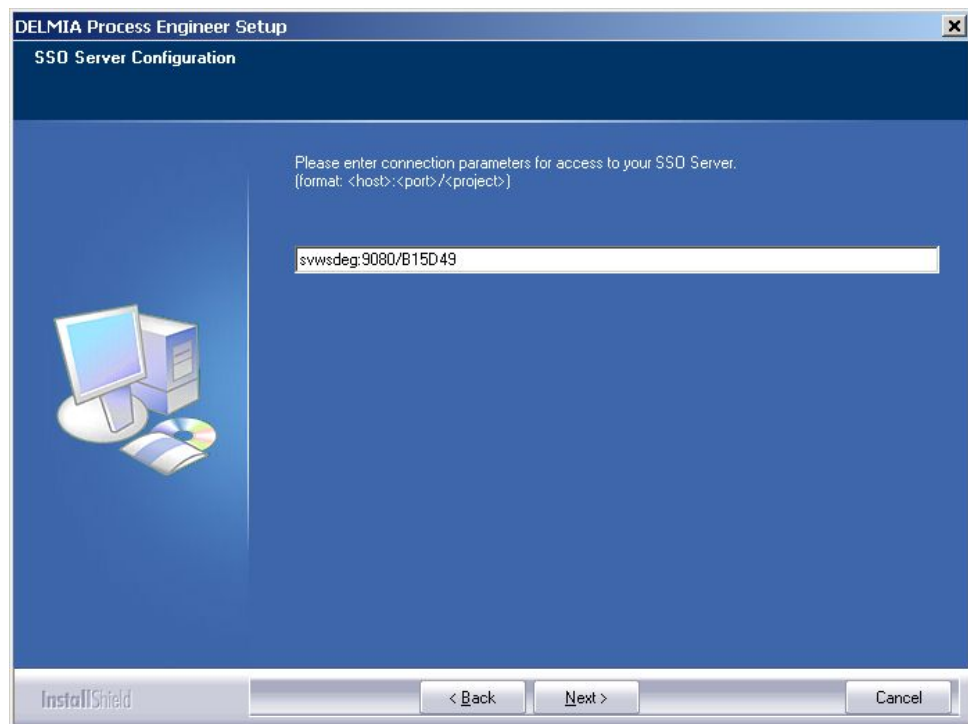 DELMIA Process Engineer Setup
SSO Server Configuration
Please enter connection parameters for access to your SSO Server.
(format: <host>:<port>/<project>)
svwsdeg:9080/B15D49
InstallShield
< Back
Next >
Cancel